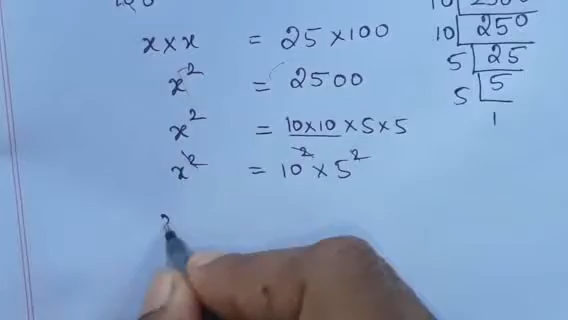 x × x = 25 × 100
x² = 2500
x² = 10×10 × 5 × 5
x² = 10² × 5²
10 250
5 25
5 5
1